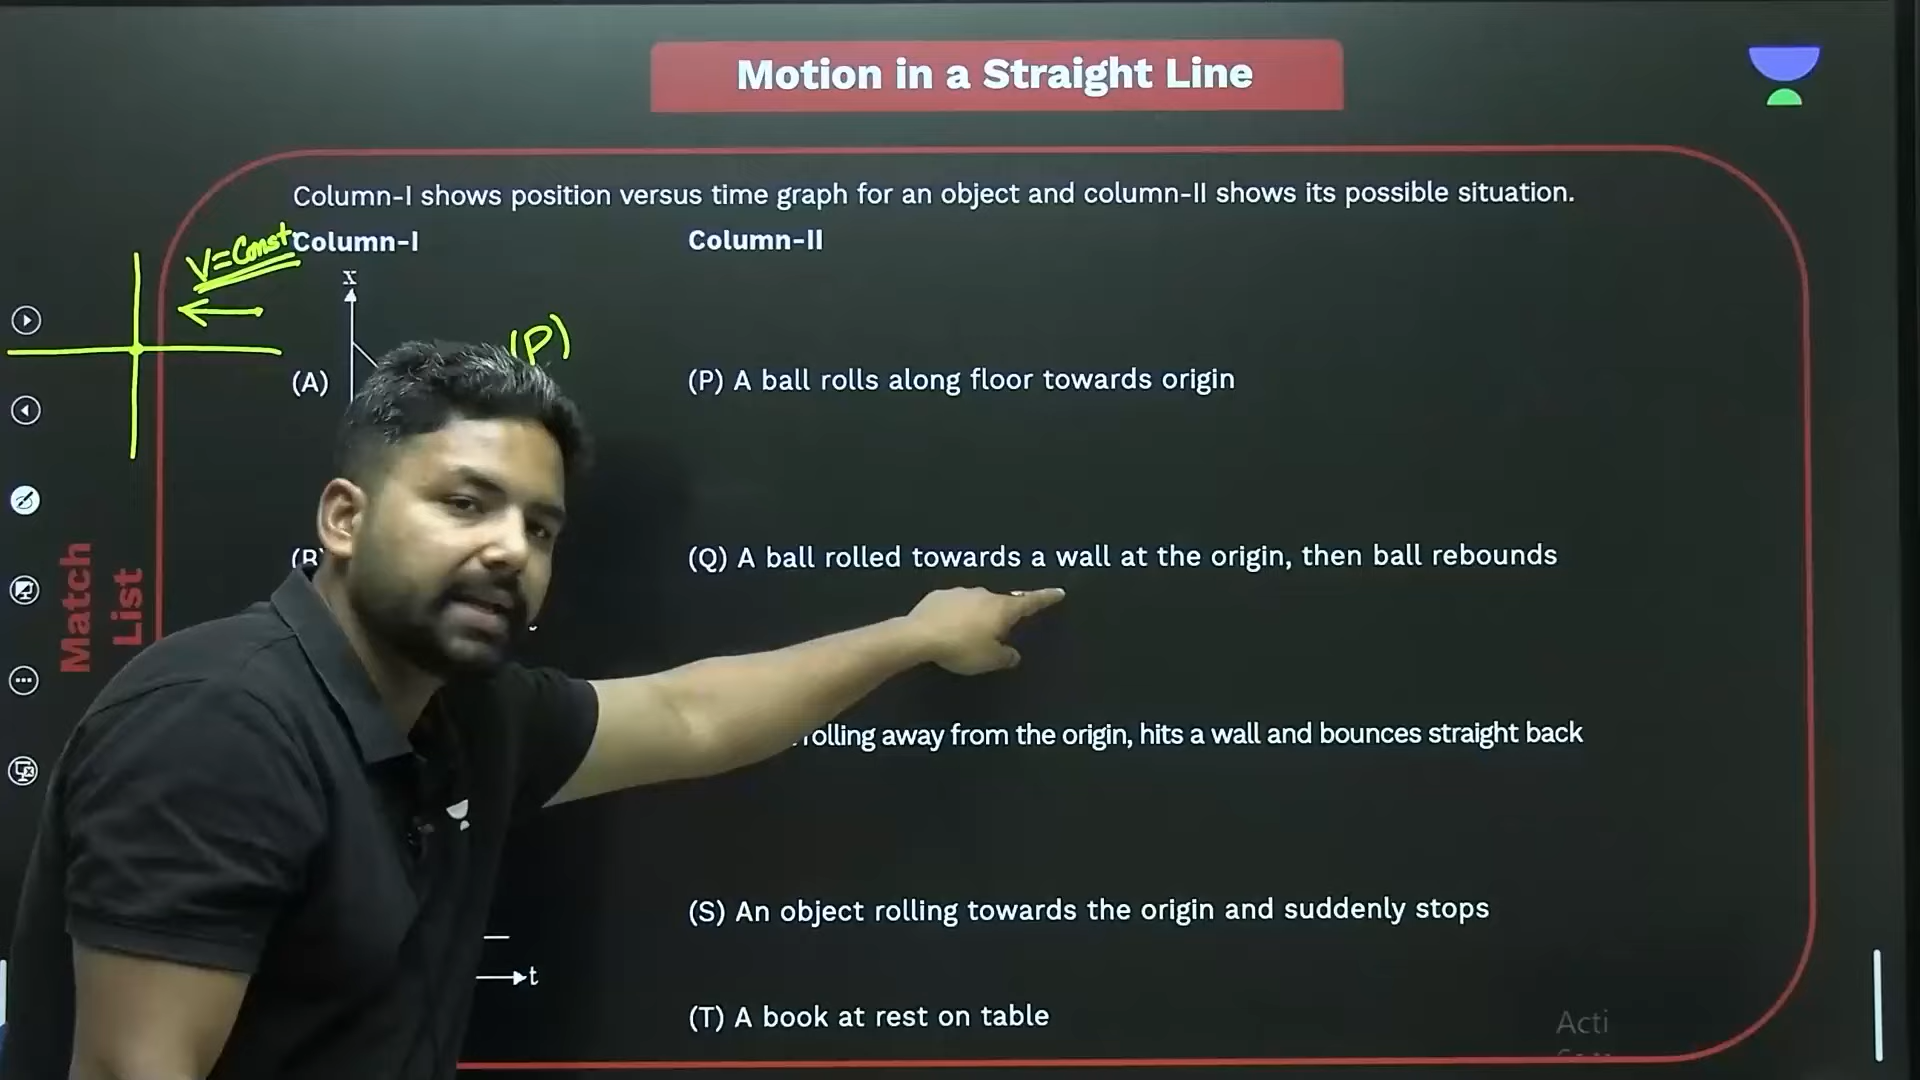 Motion in a Straight Line
Column-I shows position versus time graph for an object and column-II shows its possible situation.
V=Const
Column-I
Column-II
x
(P)
(A)
(P) A ball rolls along floor towards origin
(B)
(Q) A ball rolled towards a wall at the origin, then ball rebounds
Match
List
rolling away from the origin, hits a wall and bounces straight back
(S) An object rolling towards the origin and suddenly stops
t
(T) A book at rest on table
Acti